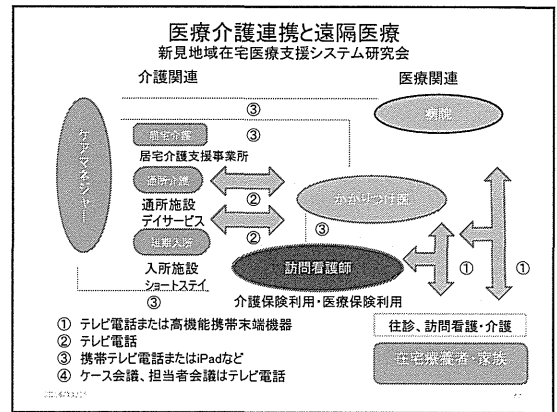 医療介護連携と遠隔医療
新見地域在宅医療支援システム研究会
介護関連
医療関連
③
病院
ケアマネジャー
居宅介護
③
居宅介護支援事業所
通所介護
②
かかりつけ医
通所施設
デイサービス
②
③
短期入所
訪問看護師
①
①
入所施設
ショートステイ
③
介護保険利用・医療保険利用
① テレビ電話または高機能携帯末端機器
② テレビ電話
③ 携帯テレビ電話またはiPadなど
④ ケース会議、担当者会議はテレビ電話
往診、訪問看護・介護
在宅療養者・家族